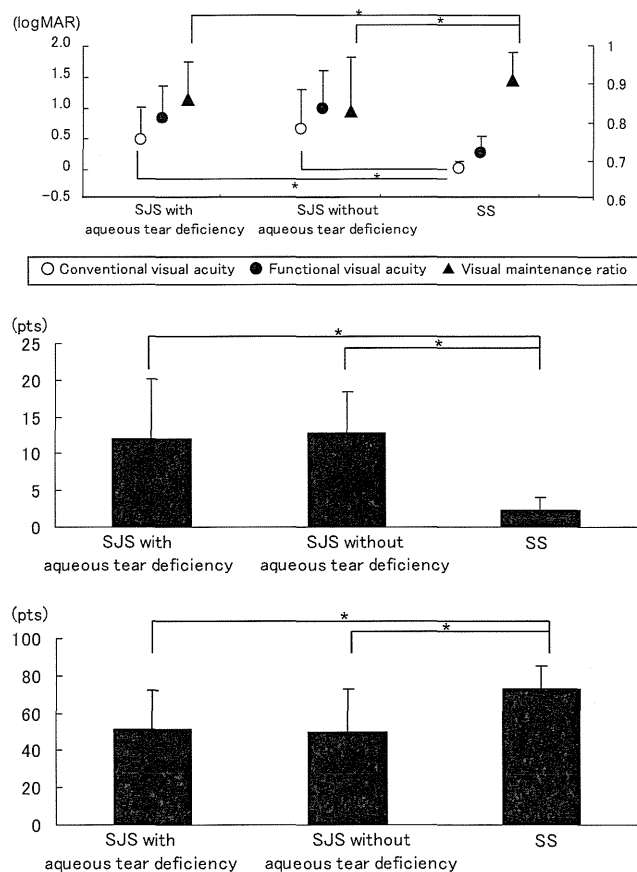 (logMAR)
2.0
1.5
1.0
0.5
0
−0.5
1
0.9
0.8
0.7
0.6
*
*
*
*
SJS with
aqueous tear deficiency
SJS without
aqueous tear deficiency
SS
○ Conventional visual acuity ● Functional visual acuity ▲ Visual maintenance ratio
(pts)
25
20
15
10
5
0
*
*
SJS with
aqueous tear deficiency
SJS without
aqueous tear deficiency
SS
(pts)
100
80
60
40
20
0
*
*
SJS with
aqueous tear deficiency
SJS without
aqueous tear deficiency
SS